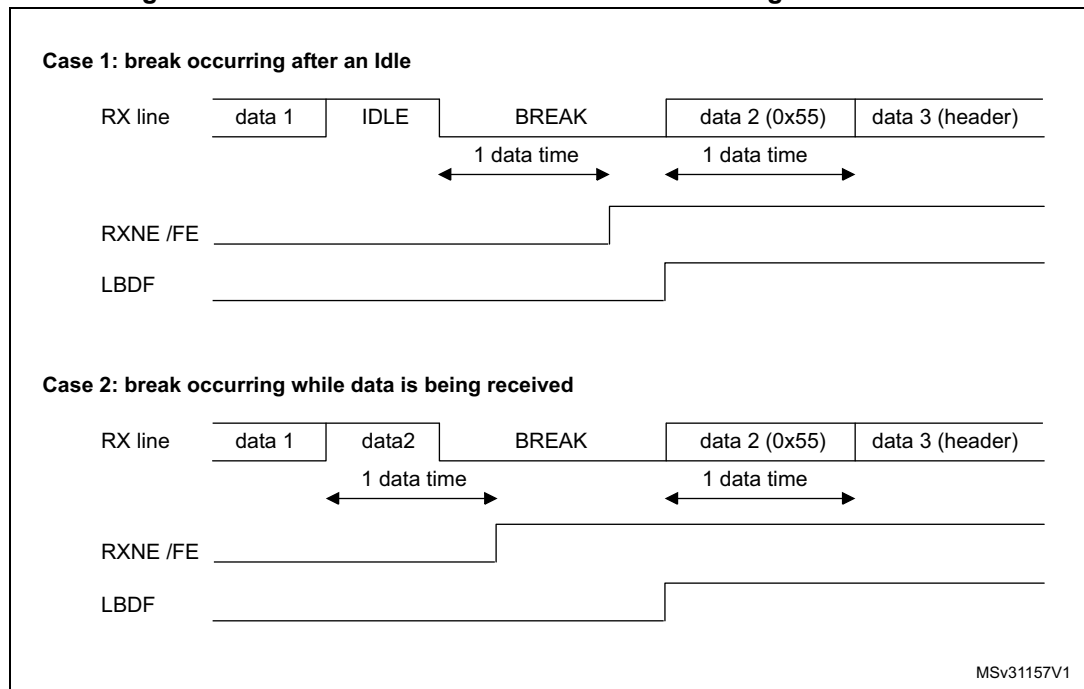 Case 1: break occurring after an Idle
RX line data 1 IDLE BREAK data 2 (0x55) data 3 (header)
1 data time 1 data time
RXNE /FE
LBDF
Case 2: break occurring while data is being received
RX line data 1 data2 BREAK data 2 (0x55) data 3 (header)
1 data time 1 data time
RXNE /FE
LBDF
MSv31157V1